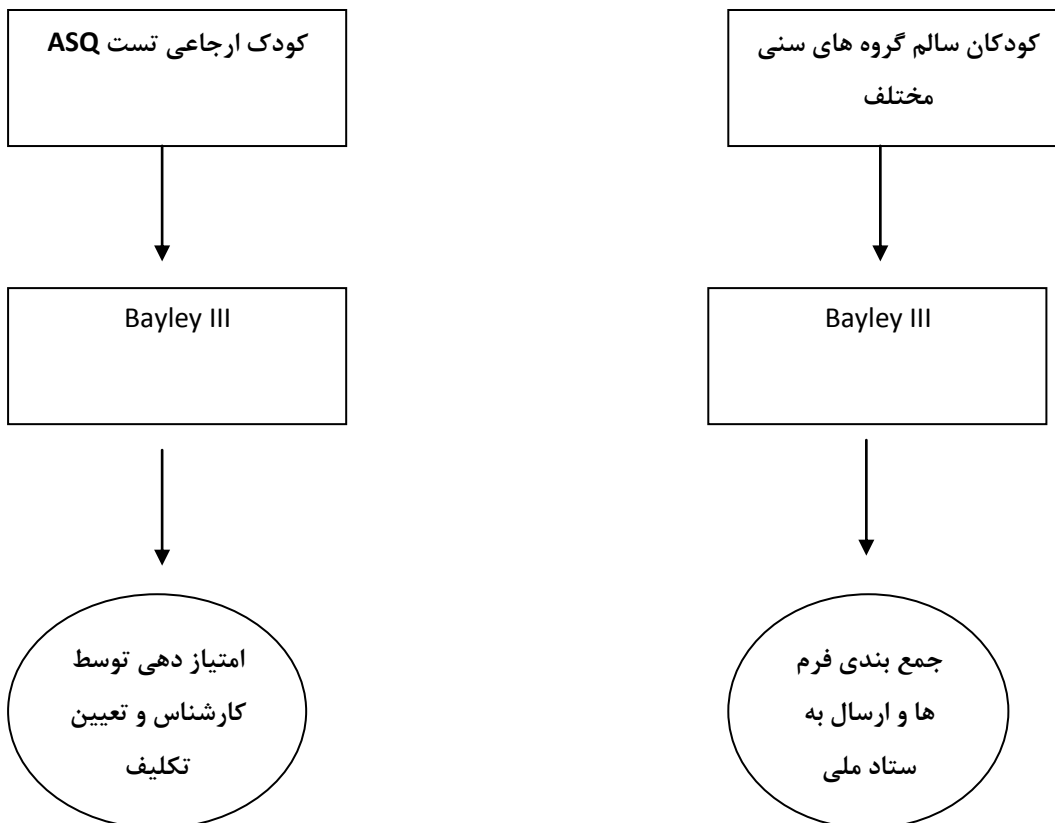 کودکان سالم گروه های سنی
مختلف
Bayley III
جمع بندی فرم
ها و ارسال به
ستاد ملی
کودک ارجاعی تست ASQ
Bayley III
امتیاز دهی توسط
کارشناس و تعیین
تکلیف